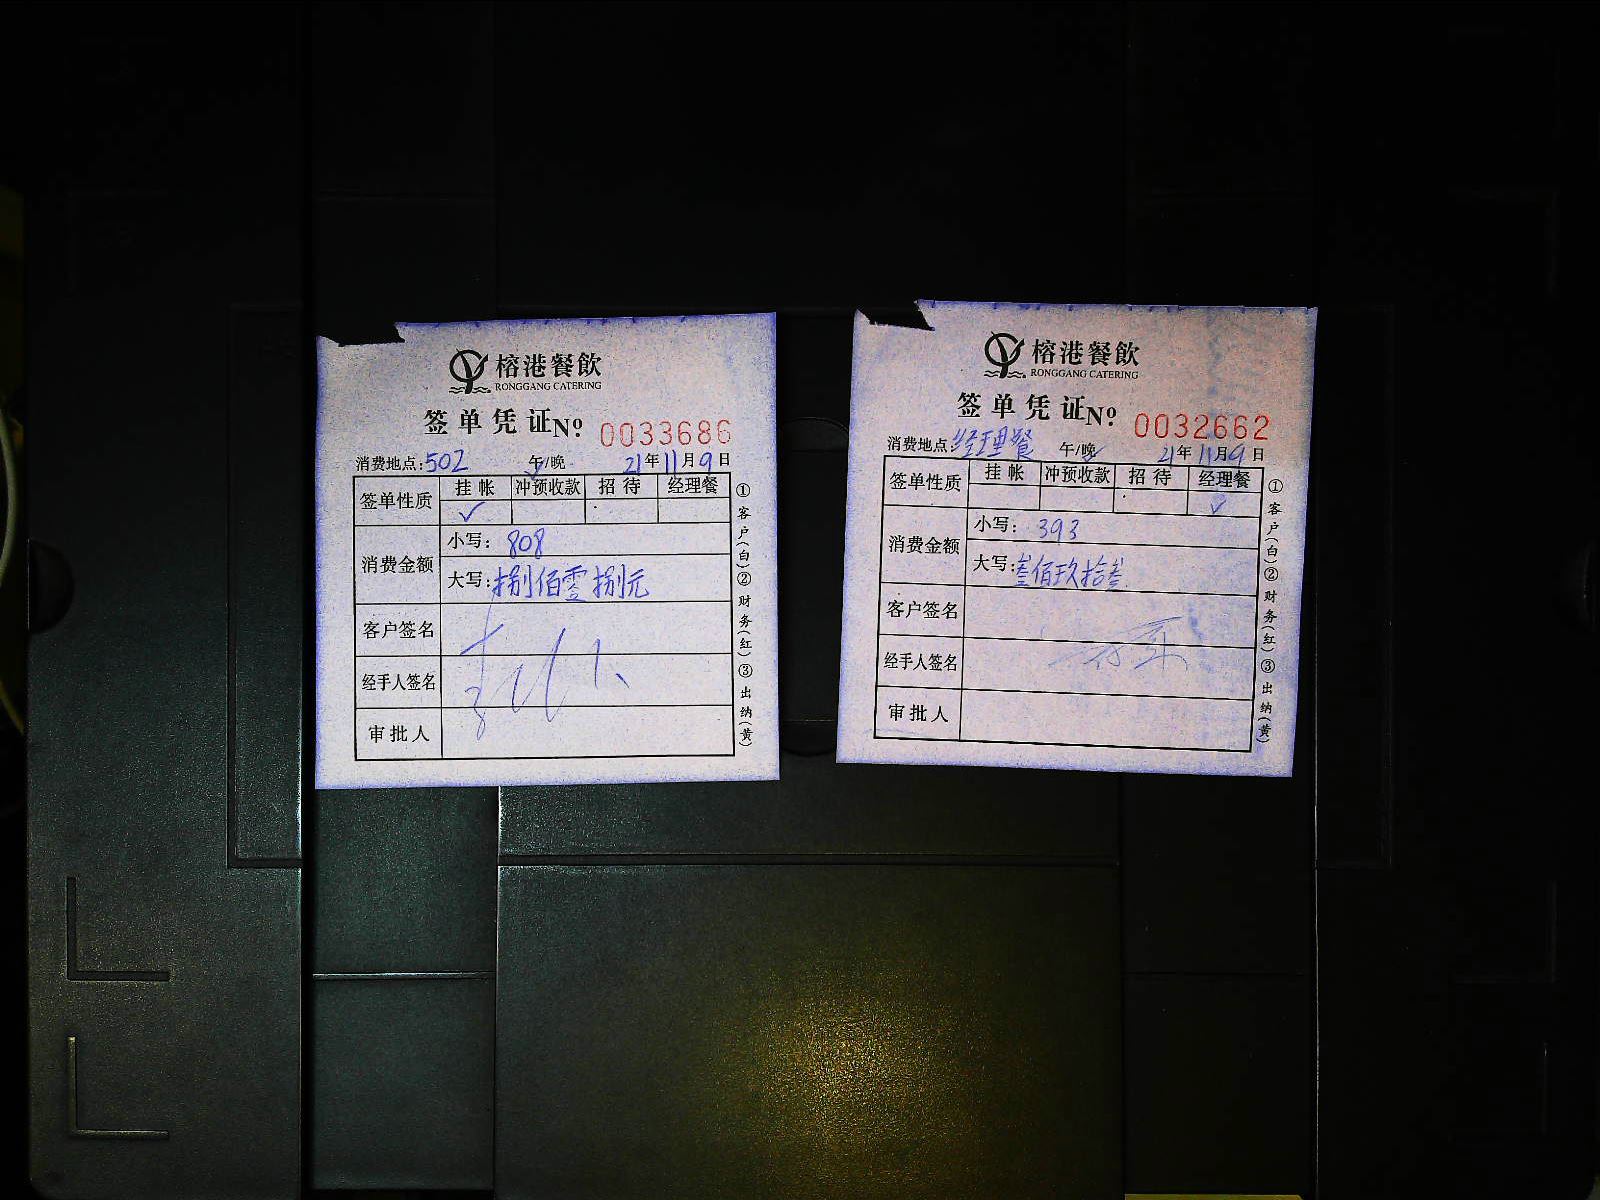 榕港餐飲
RONGGANG CATERING
签单凭证 Nº 0033686
消费地点:502 午/晚 21年11月9日
签单性质 挂帐 冲预收款 招待 经理餐
✓
消费金额 小写: 808
大写:捌佰零捌元
客户签名
经手人签名
审批人
①客户(白)②财务(红)③出纳(黄)
榕港餐飲
RONGGANG CATERING
签单凭证 Nº 0032662
消费地点:经理餐 午/晚 21年11月9日
签单性质 挂帐 冲预收款 招待 经理餐
✓
消费金额 小写: 393
大写:叁佰玖拾叁
客户签名
经手人签名
审批人
①客户(白)②财务(红)③出纳(黄)